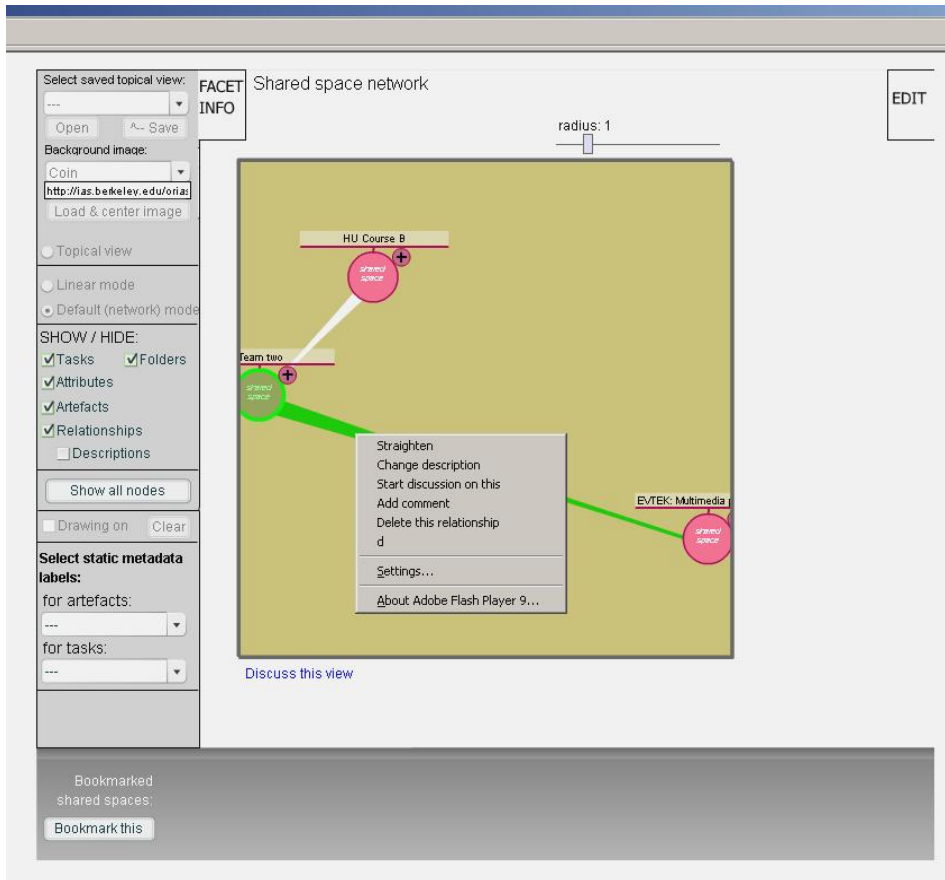 Select saved topical view:
---
Open
^-- Save
Background image:
Coin
http://ias.berkeley.edu/orias
Load & center image
Topical view
Linear mode
Default (network) mode
SHOW / HIDE:
Tasks
Folders
Attributes
Artefacts
Relationships
Descriptions
Show all nodes
Drawing on
Clear
Select static metadata
labels:
for artefacts:
---
for tasks:
---
FACET
INFO
Shared space network
radius: 1
EDIT
HU Course B
shared
space
Team two
shared
space
Straighten
Change description
Start discussion on this
Add comment
Delete this relationship
d
Settings...
About Adobe Flash Player 9...
EVTEK: Multimedia p
shared
space
Discuss this view
Bookmarked
shared spaces:
Bookmark this